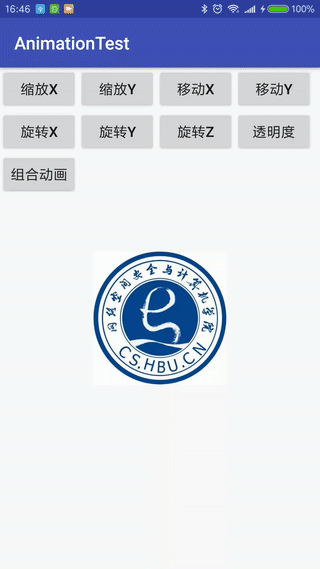 16:46
100%
AnimationTest
缩放X 缩放Y 移动X 移动Y
旋转X 旋转Y 旋转Z 透明度
组合动画
网络空间安全与计算机学院
CS.HBU.CN